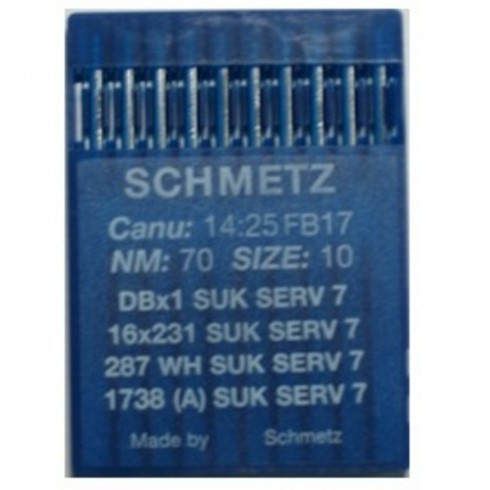 SCHMETZ
Canu: 14:25 FB17
NM: 70 SIZE: 10
DBx1 SUK SERV 7
16x231 SUK SERV 7
287 WH SUK SERV 7
1738 (A) SUK SERV 7
Made by Schmetz